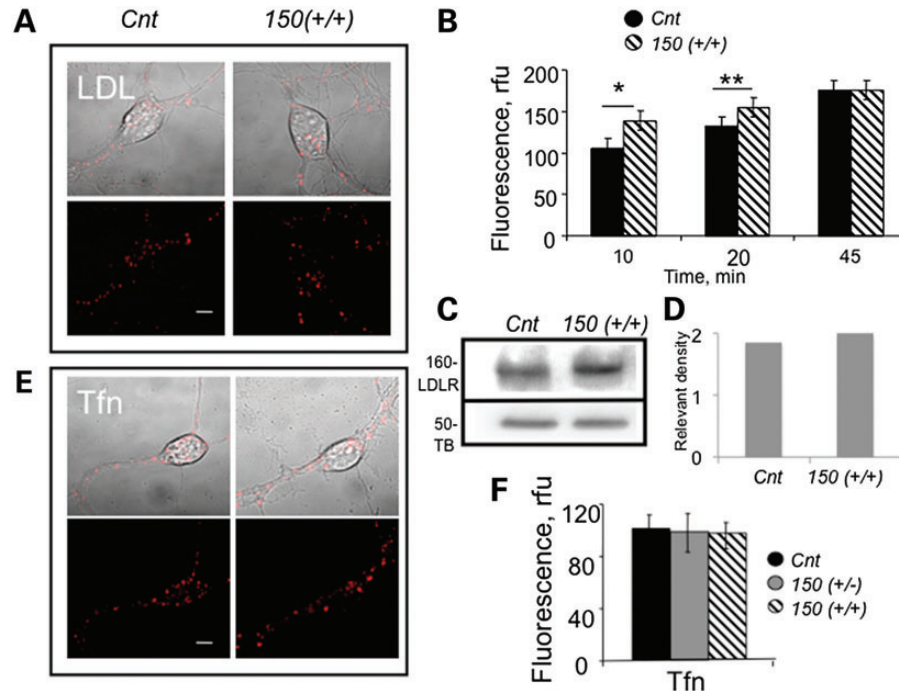 A
Cnt
150(+/+)
LDL
B
Cnt
150 (+/+)
Fluorescence, rfu
200
150
100
50
0
*
**
10
20
45
Time, min
C
Cnt
150 (+/+)
160-
LDLR
50-
TB
D
Relevant density
2
1
0
Cnt
150 (+/+)
E
Tfn
F
Fluorescence, rfu
120
80
40
0
Cnt
150 (+/-)
150 (+/+)
Tfn